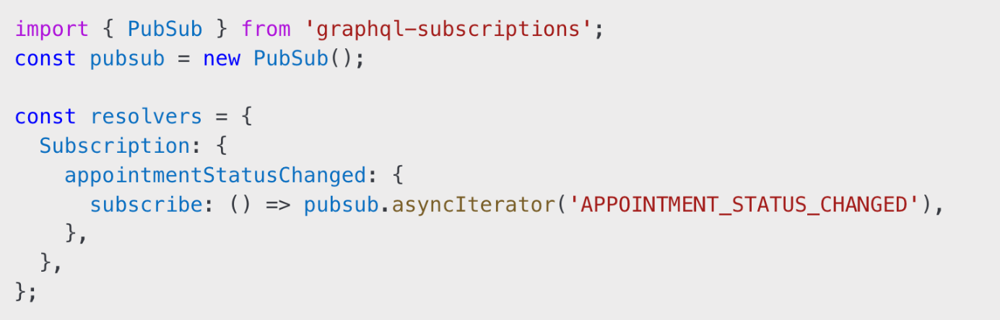 import { PubSub } from 'graphql-subscriptions';
const pubsub = new PubSub();

const resolvers = {
  Subscription: {
    appointmentStatusChanged: {
      subscribe: () => pubsub.asyncIterator('APPOINTMENT_STATUS_CHANGED'),
    },
  },
};